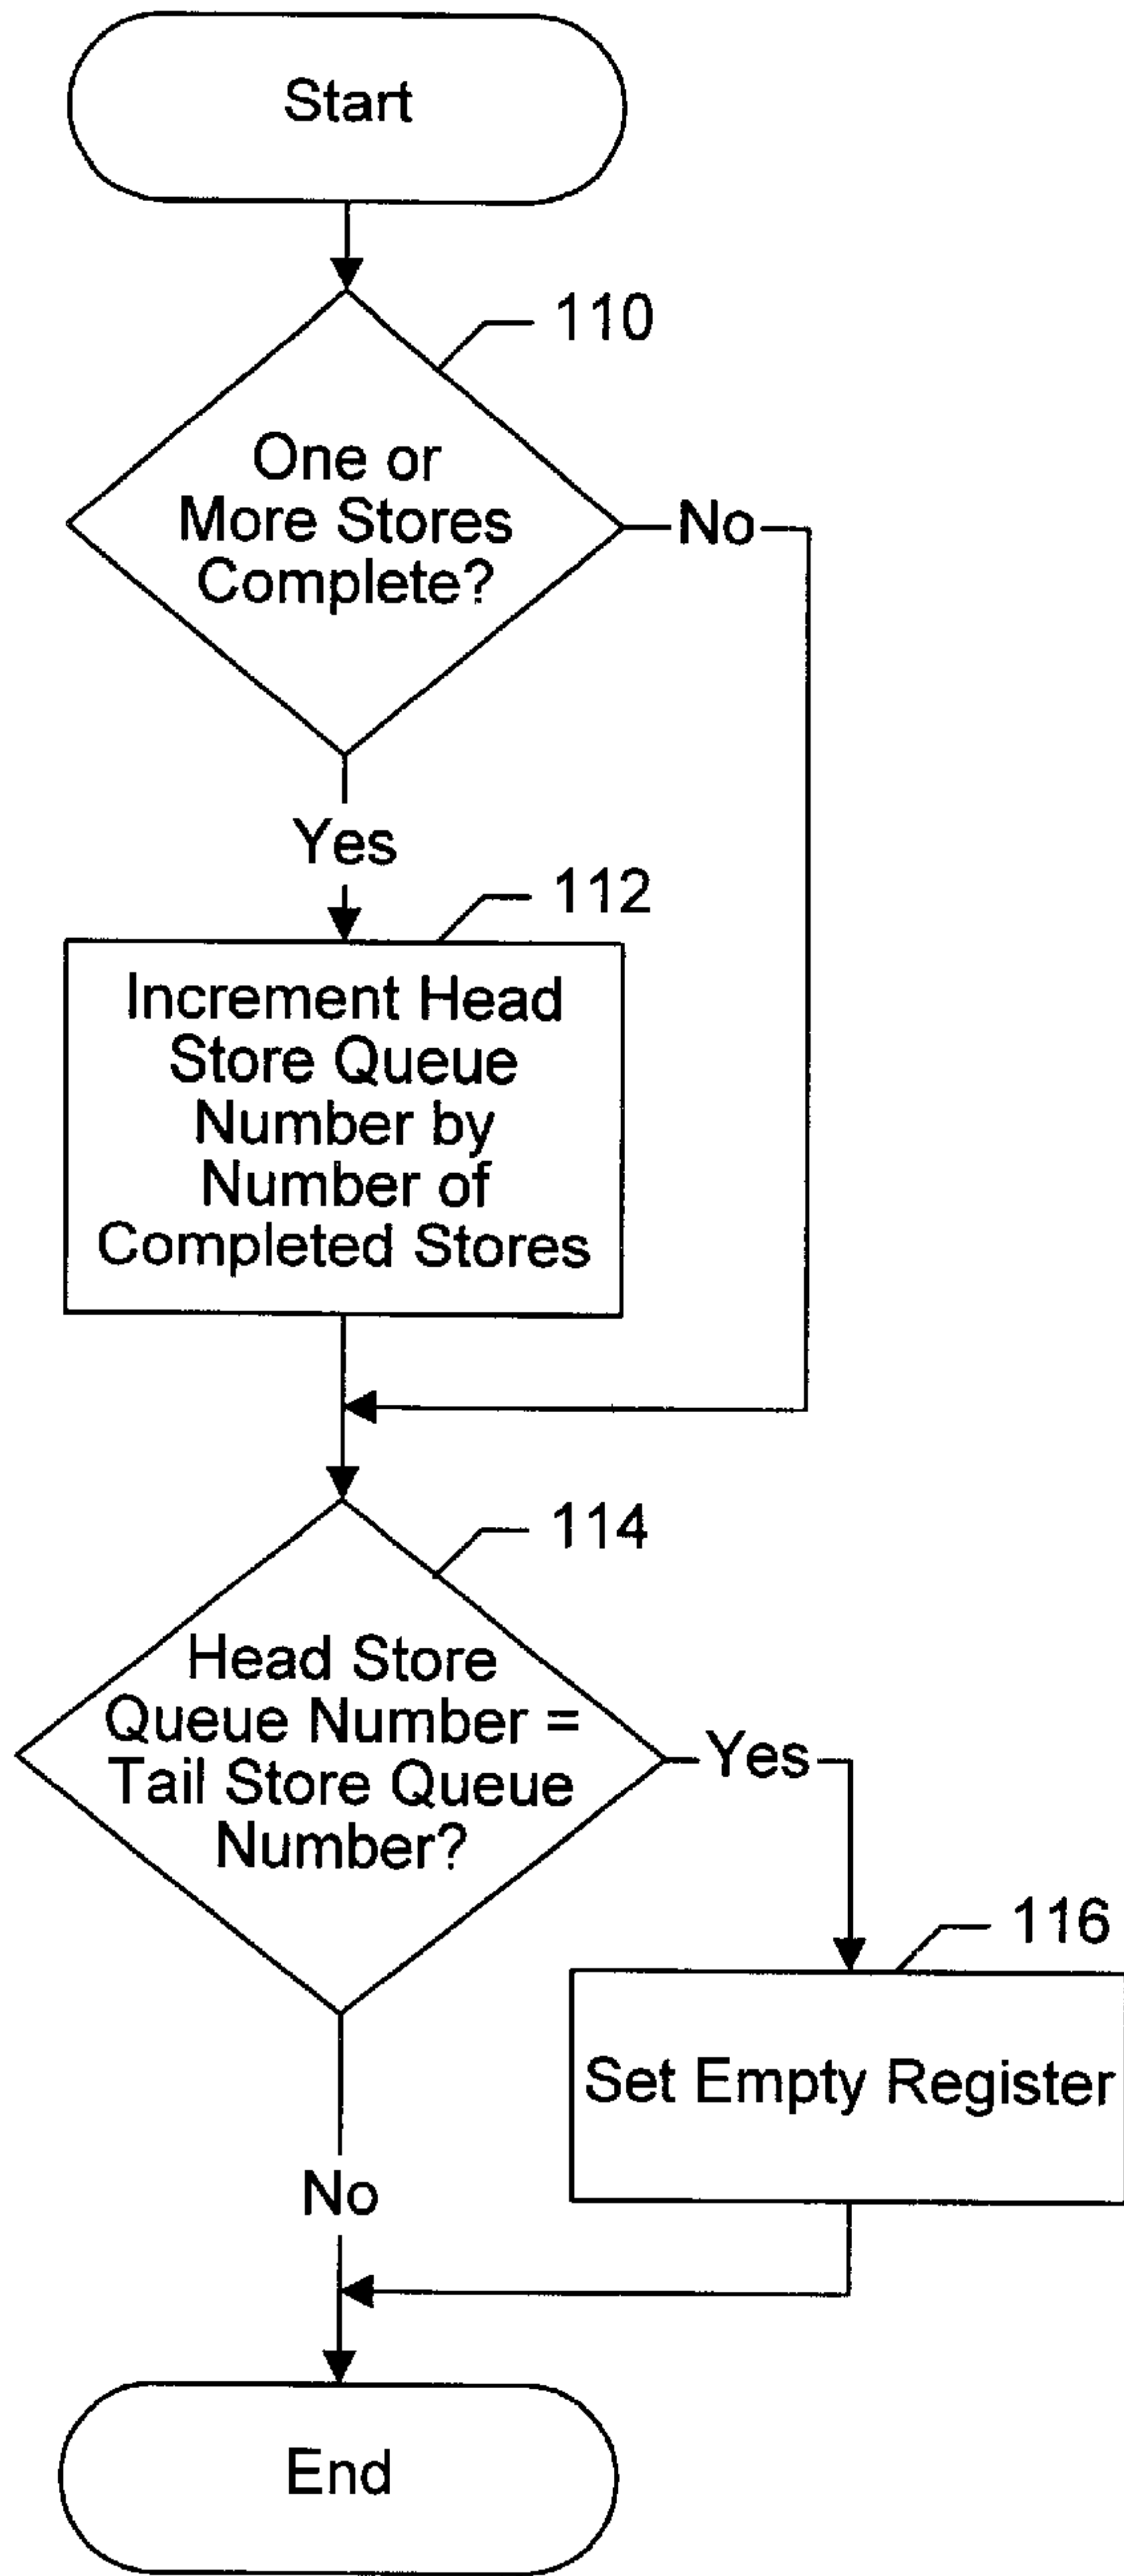 Start
110
One or
More Stores
Complete?
No
Yes
112
Increment Head
Store Queue
Number by
Number of
Completed Stores
114
Head Store
Queue Number =
Tail Store Queue
Number?
Yes
116
Set Empty Register
No
End